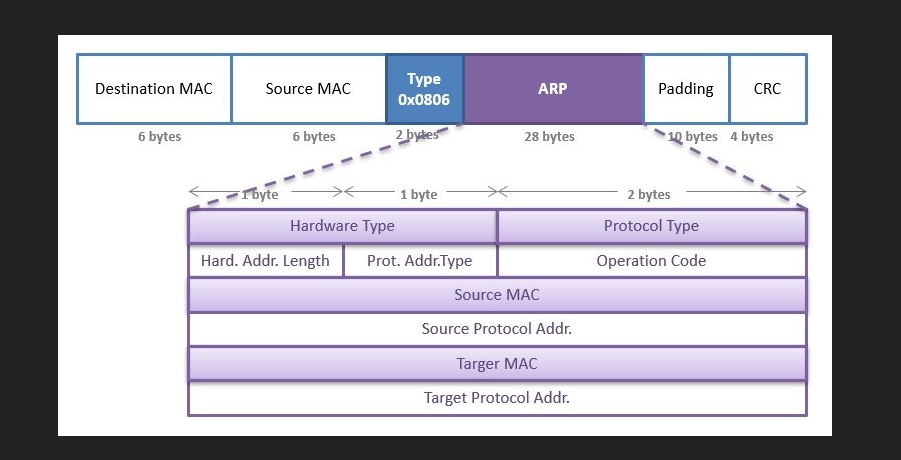 Destination MAC
Source MAC
Type
0x0806
ARP
Padding
CRC
6 bytes
6 bytes
2 bytes
28 bytes
10 bytes
4 bytes
1 byte
1 byte
2 bytes
Hardware Type
Protocol Type
Hard. Addr. Length
Prot. Addr.Type
Operation Code
Source MAC
Source Protocol Addr.
Targer MAC
Target Protocol Addr.